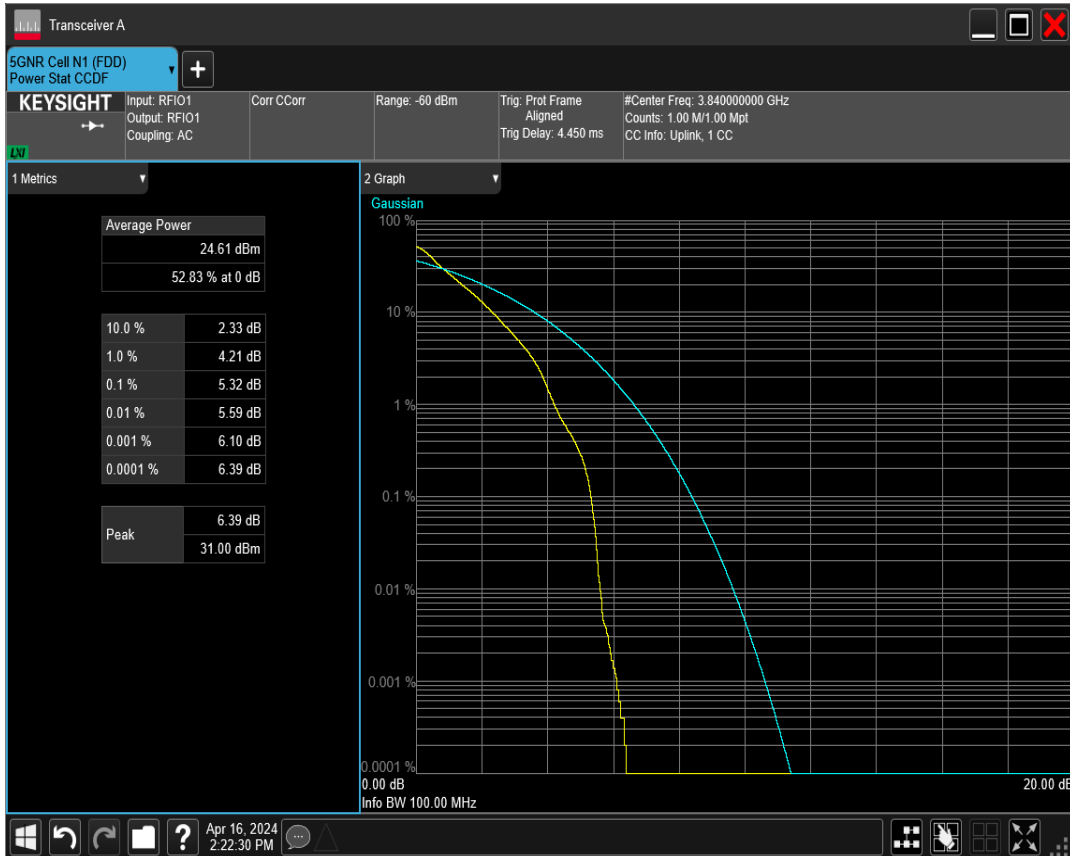 Transceiver A
5GNR Cell N1 (FDD)
Power Stat CCDF
+
KEYSIGHT
LXI
Input: RFIO1
Output: RFIO1
Coupling: AC
Corr CCorr
Range: -60 dBm
Trig: Prot Frame
Aligned
Trig Delay: 4.450 ms
#Center Freq: 3.840000000 GHz
Counts: 1.00 M/1.00 Mpt
CC Info: Uplink, 1 CC
1 Metrics
Average Power
24.61 dBm
52.83 % at 0 dB
10.0 % 2.33 dB
1.0 % 4.21 dB
0.1 % 5.32 dB
0.01 % 5.59 dB
0.001 % 6.10 dB
0.0001 % 6.39 dB
Peak
6.39 dB
31.00 dBm
2 Graph
Gaussian
100 %
10 %
1 %
0.1 %
0.01 %
0.001 %
0.0001 %
0.00 dB 20.00 dB
Info BW 100.00 MHz
?
Apr 16, 2024
2:22:30 PM